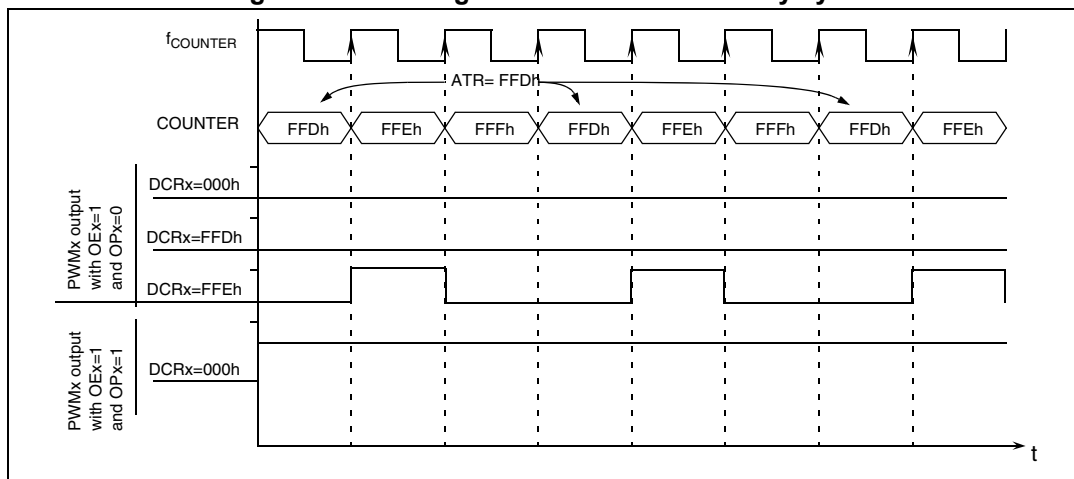 fCOUNTER
ATR= FFDh
COUNTER
FFDh FFEh FFFh FFDh FFEh FFFh FFDh FFEh
PWMx output
with OEx=1
and OPx=0
DCRx=000h
DCRx=FFDh
DCRx=FFEh
PWMx output
with OEx=1
and OPx=1
DCRx=000h
t